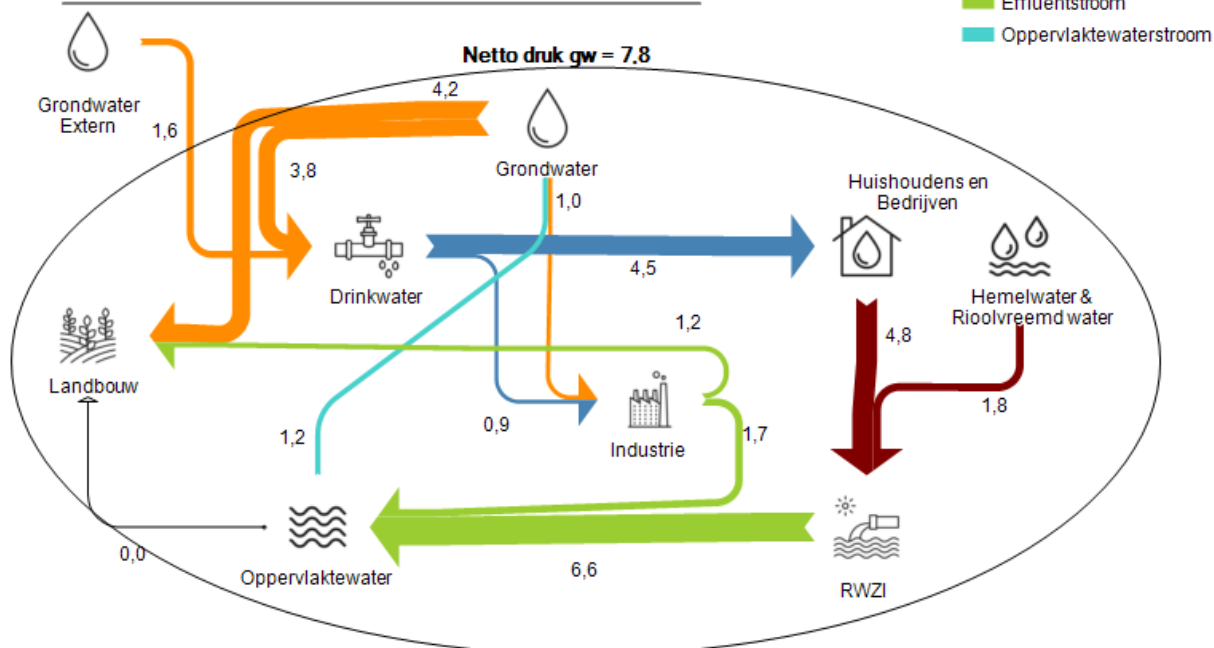 Effluentstroom
Oppervlaktewaterstroom
Netto druk gw = 7.8
Grondwater
Extern
1,6
4,2
3,8
Grondwater
1,0
Huishoudens en
Bedrijven
Drinkwater
4,5
Hemelwater &
Rioolvreemd water
Landbouw
1,2
4,8
1,8
0,9
Industrie
1,7
1,2
0,0
Oppervlaktewater
6,6
RWZI